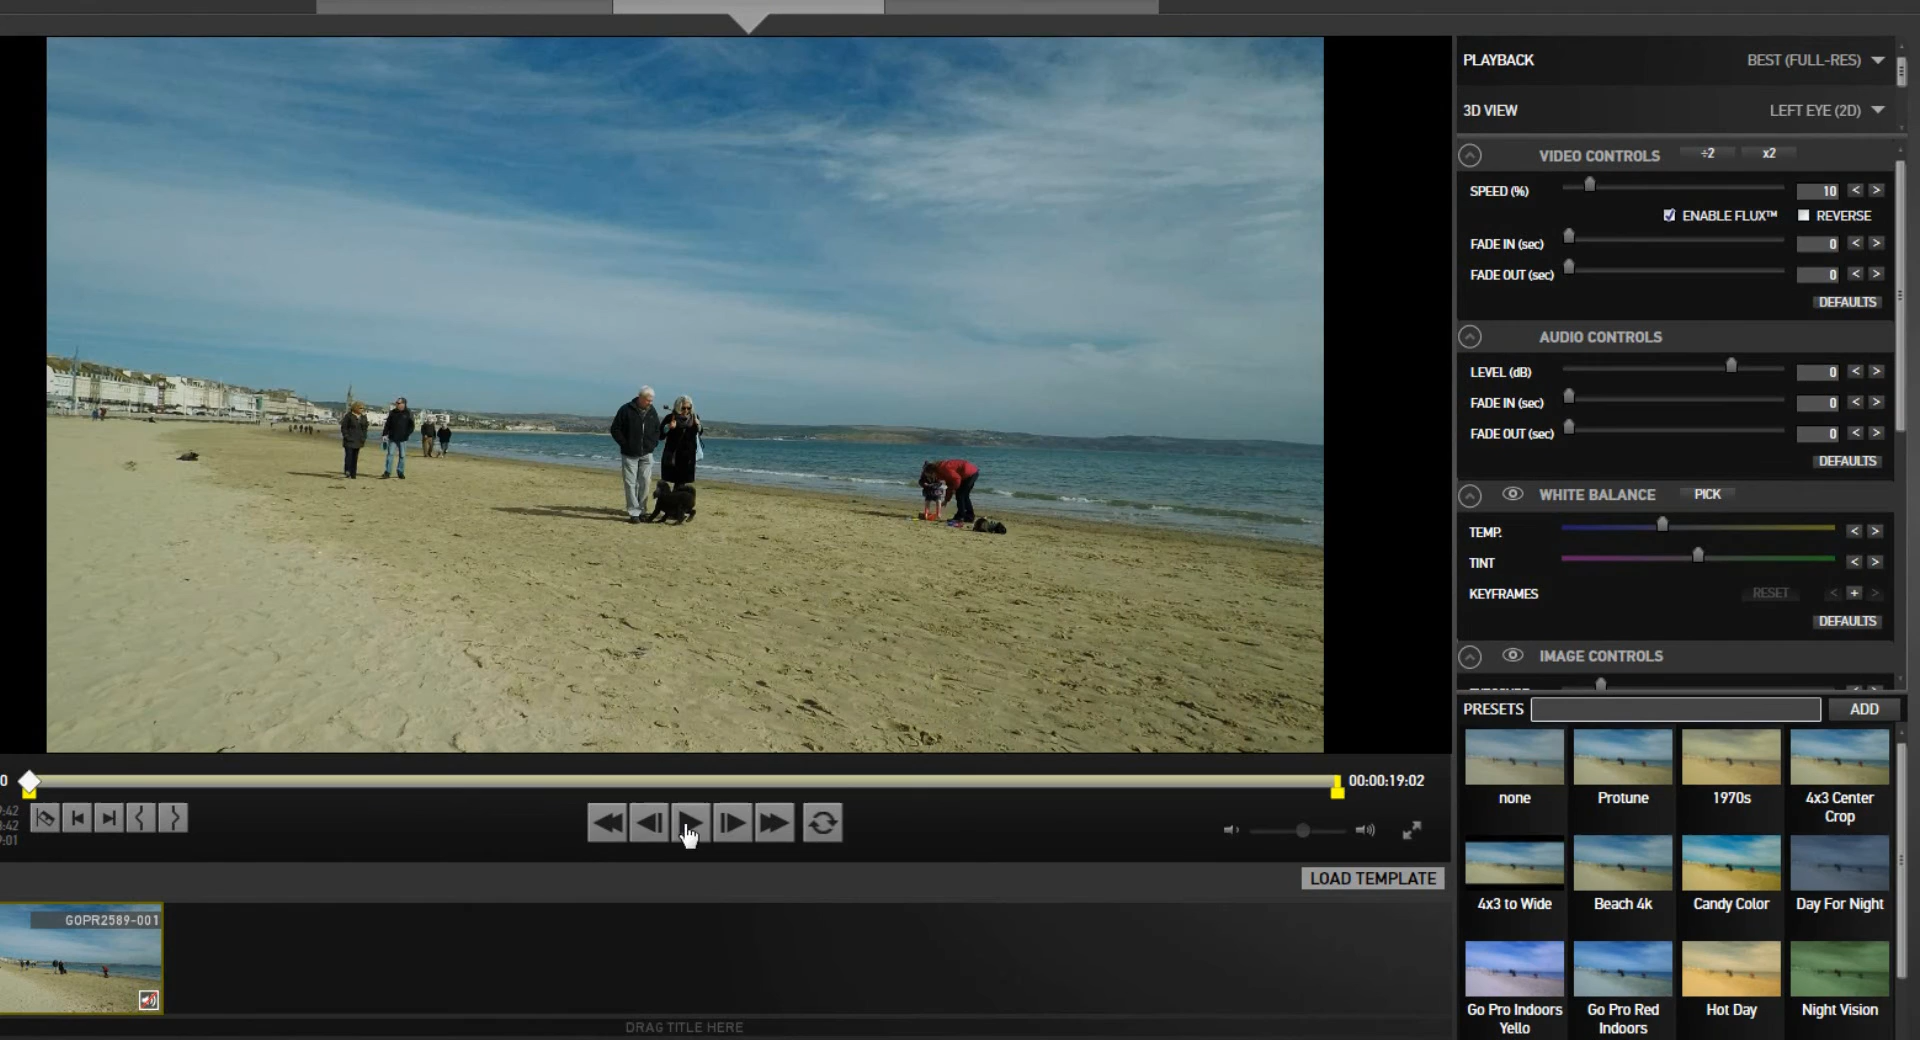 PLAYBACK BEST (FULL-RES)
3D VIEW LEFT EYE (2D)
VIDEO CONTROLS ÷2 x2
SPEED (%) 10 < >
ENABLE FLUX™ REVERSE
FADE IN (sec) 0 < >
FADE OUT (sec) 0 < >
DEFAULTS
AUDIO CONTROLS
LEVEL (dB) 0 < >
FADE IN (sec) 0 < >
FADE OUT (sec) 0 < >
DEFAULTS
WHITE BALANCE PICK
TEMP. < >
TINT < >
KEYFRAMES RESET < + >
DEFAULTS
IMAGE CONTROLS
PRESETS ADD
none Protune 1970s 4x3 Center
Crop
4x3 to Wide Beach 4k Candy Color Day For Night
Go Pro Indoors Go Pro Red Hot Day Night Vision
Yello Indoors
0 00:00:19:02
:42
:42
:01
LOAD TEMPLATE
GOPR2589-001
DRAG TITLE HERE